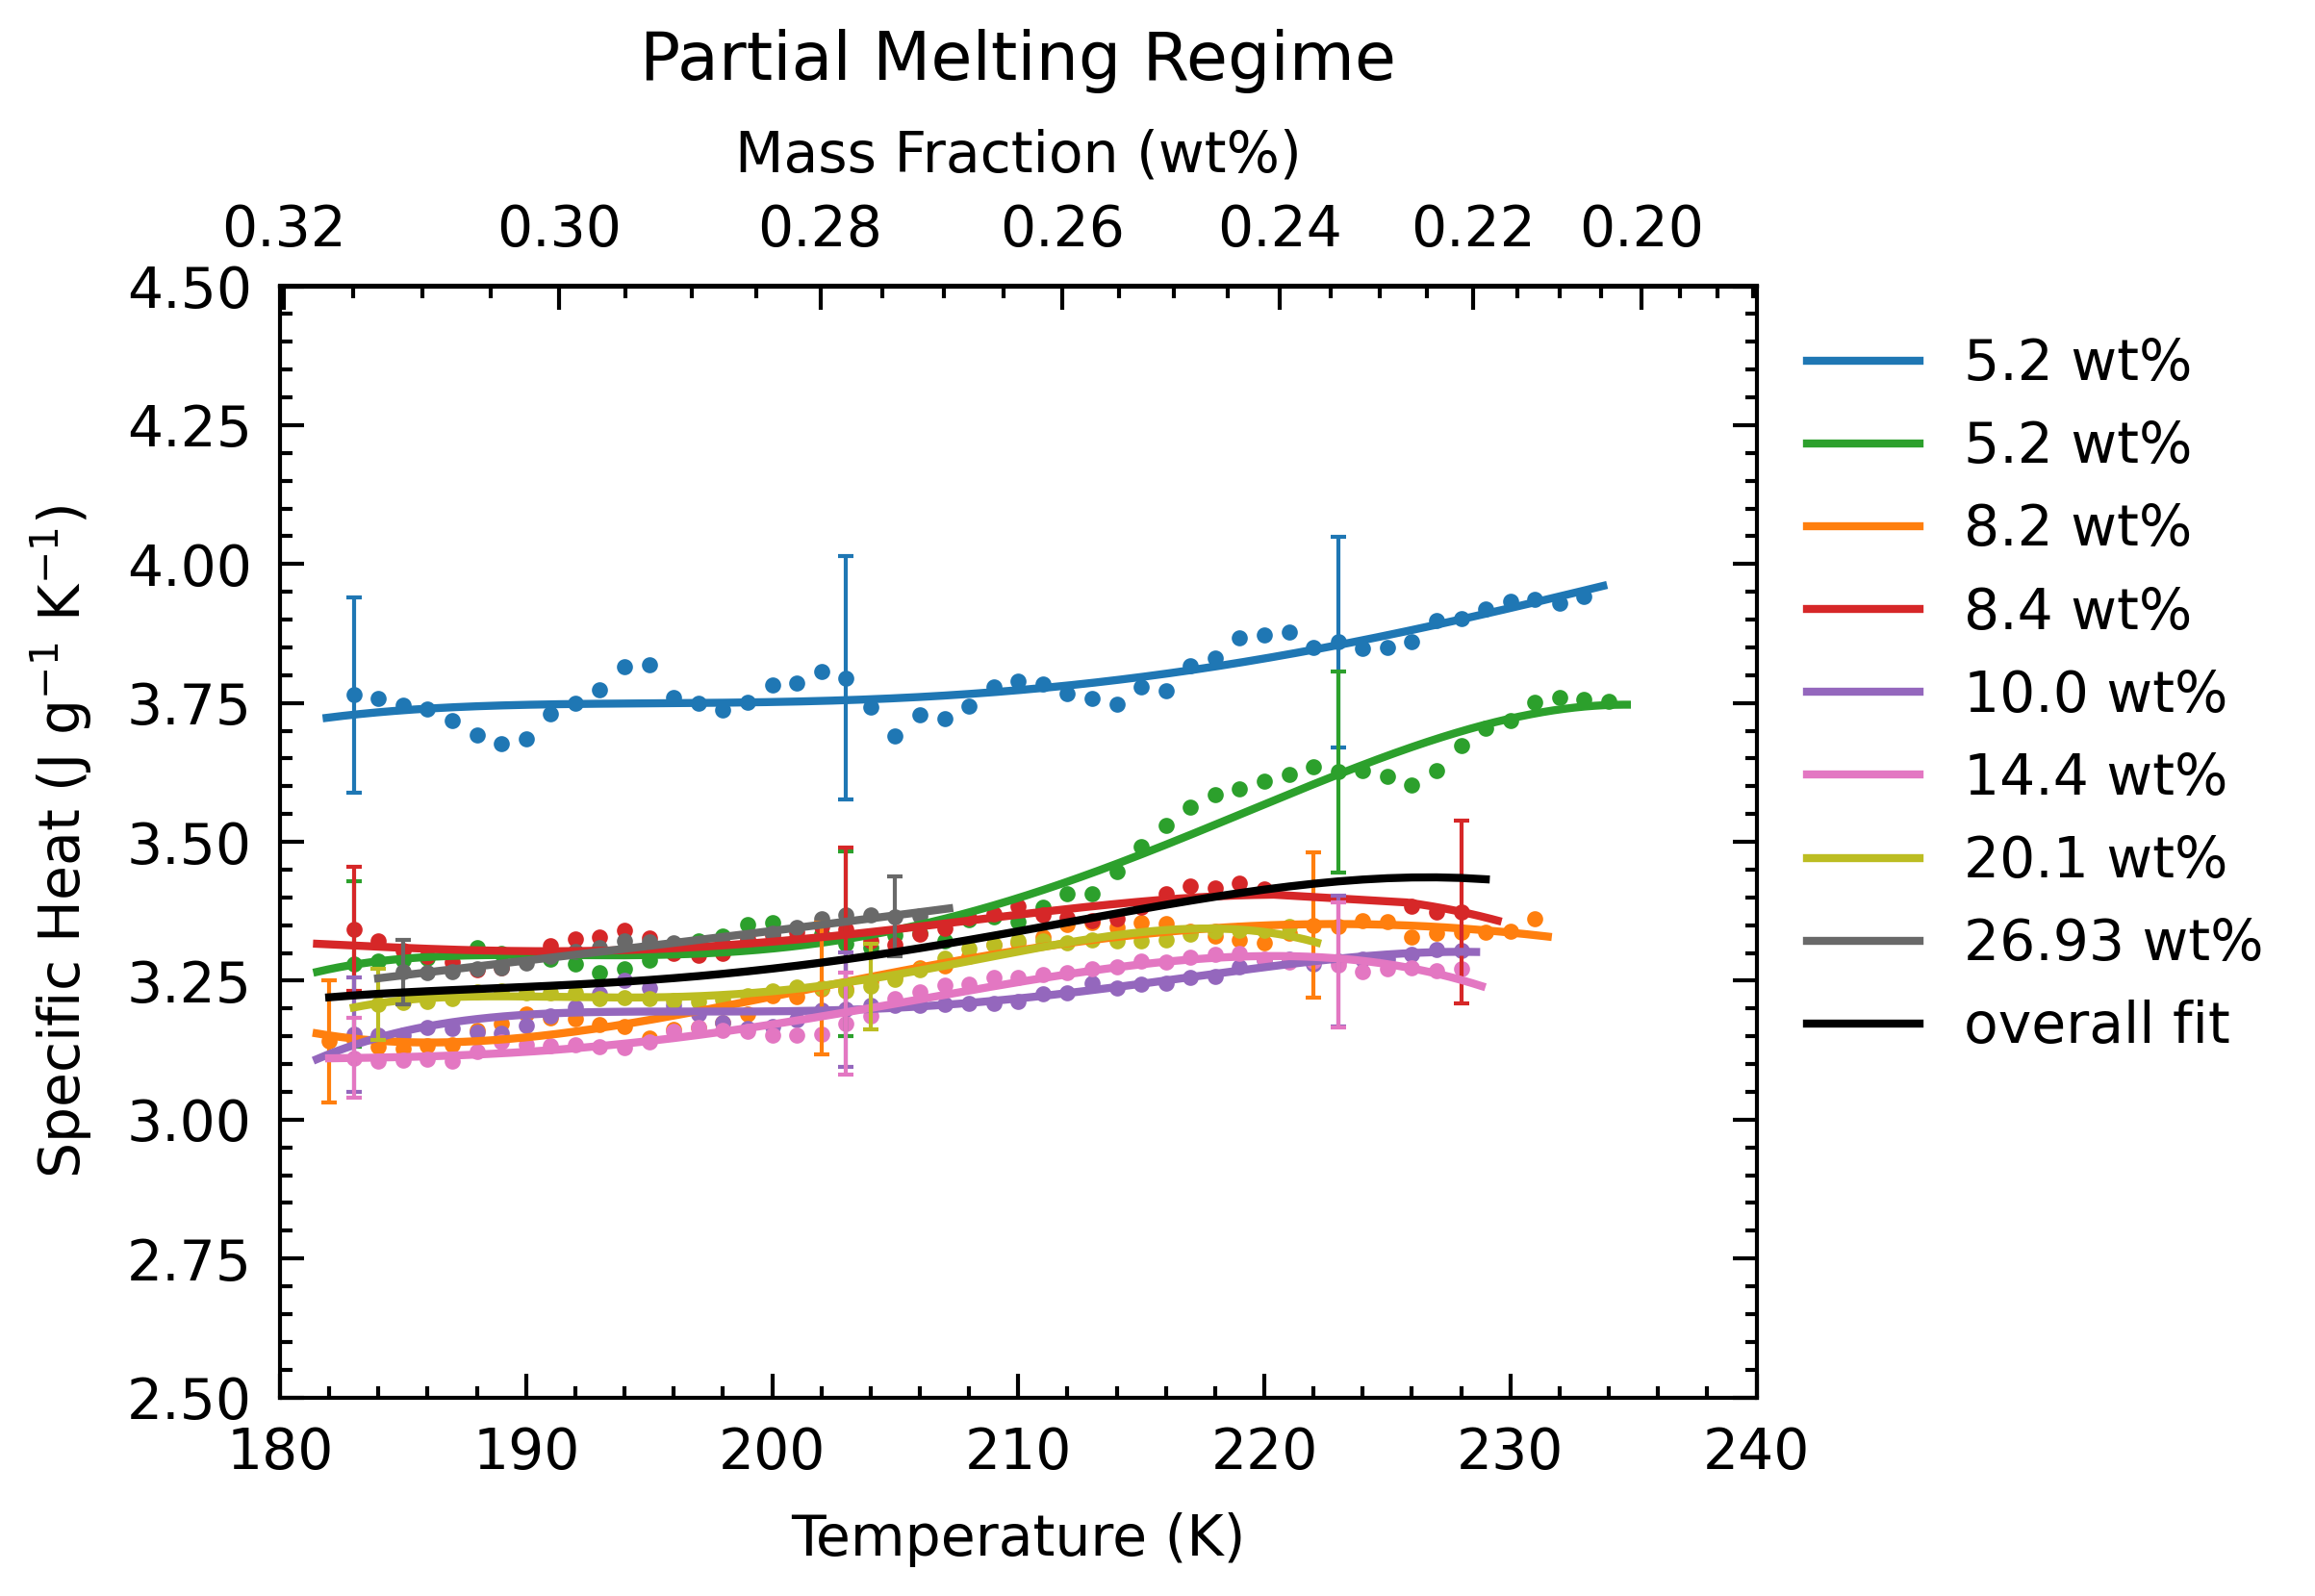 Partial Melting Regime
Mass Fraction (wt%)
0.32 0.30 0.28 0.26 0.24 0.22 0.20
4.50
4.25
4.00
3.75
3.50
3.25
3.00
2.75
2.50
Specific Heat (J g⁻¹ K⁻¹)
180 190 200 210 220 230 240
Temperature (K)
5.2 wt%
5.2 wt%
8.2 wt%
8.4 wt%
10.0 wt%
14.4 wt%
20.1 wt%
26.93 wt%
overall fit